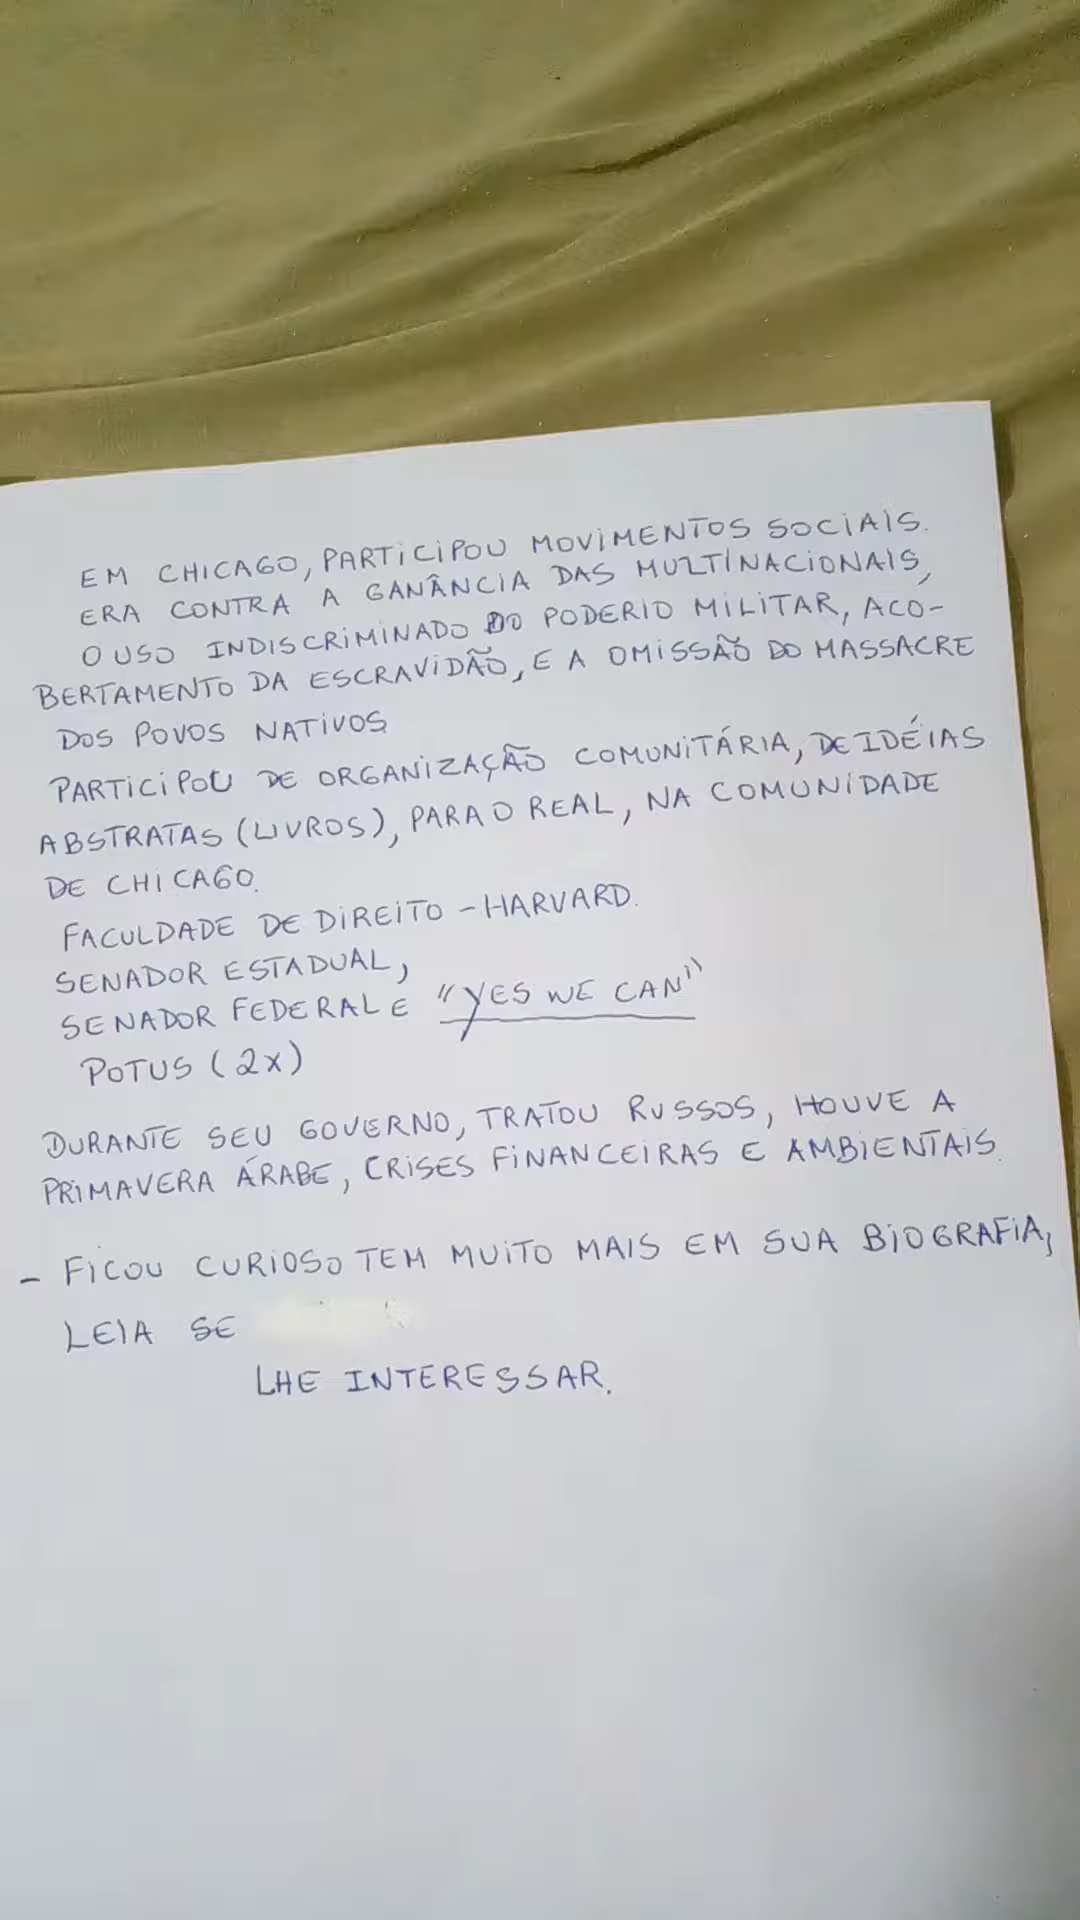 EM CHICAGO, PARTICIPOU MOVIMENTOS SOCIAIS.
ERA CONTRA A GANÂNCIA DAS MULTINACIONAIS,
O USO INDISCRIMINADO DO PODERIO MILITAR, ACO-
BERTAMENTO DA ESCRAVIDÃO, E A OMISSÃO DO MASSACRE
DOS POVOS NATIVOS
PARTICIPOU DE ORGANIZAÇÃO COMUNITÁRIA, DE IDÉIAS
ABSTRATAS (LIVROS), PARA O REAL, NA COMUNIDADE
DE CHICAGO.
FACULDADE DE DIREITO - HARVARD.
SENADOR ESTADUAL,
SENADOR FEDERAL E "YES WE CAN"
POTUS (2X)
DURANTE SEU GOVERNO, TRATOU RUSSOS, HOUVE A
PRIMAVERA ÁRABE, CRISES FINANCEIRAS E AMBIENTAIS.
- FICOU CURIOSO TEM MUITO MAIS EM SUA BIOGRAFIA,
LEIA SE
LHE INTERESSAR.